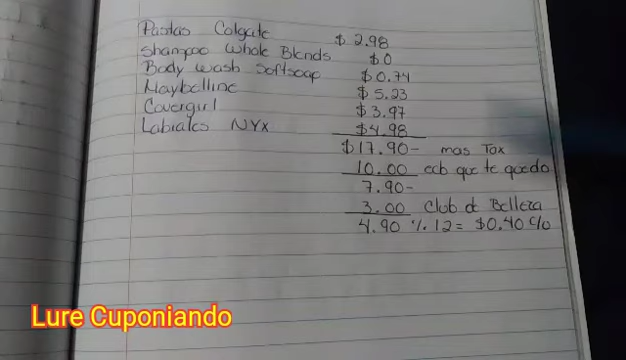 Pastas Colgate $2.98
Shampoo Whole Blends $0
Body wash Softsoap $0.74
Maybelline $5.23
Covergirl $3.97
Labiales NYX $4.98
$17.90- mas Tax
10.00 ecb que te quedo
7.90-
3.00 Club de Belleza
4.90 % 12= $0.40 c/o
Lure Cuponiando